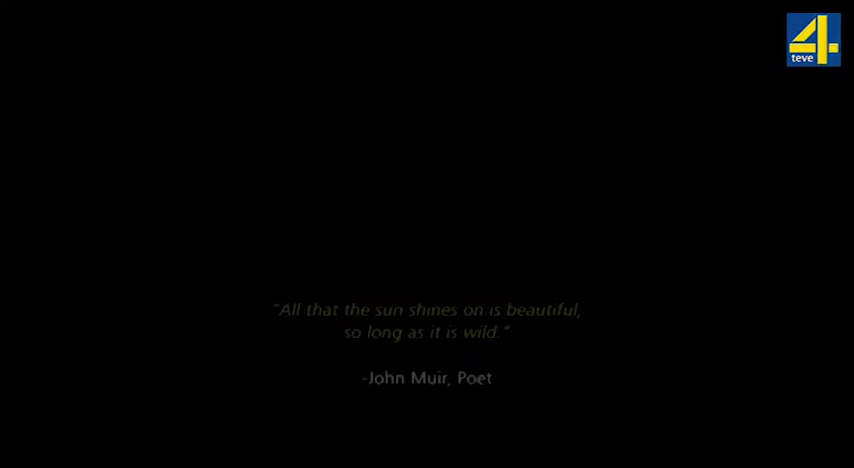 4
teve
"All that the sun shines on is beautiful,
so long as it is wild."
-John Muir, Poet